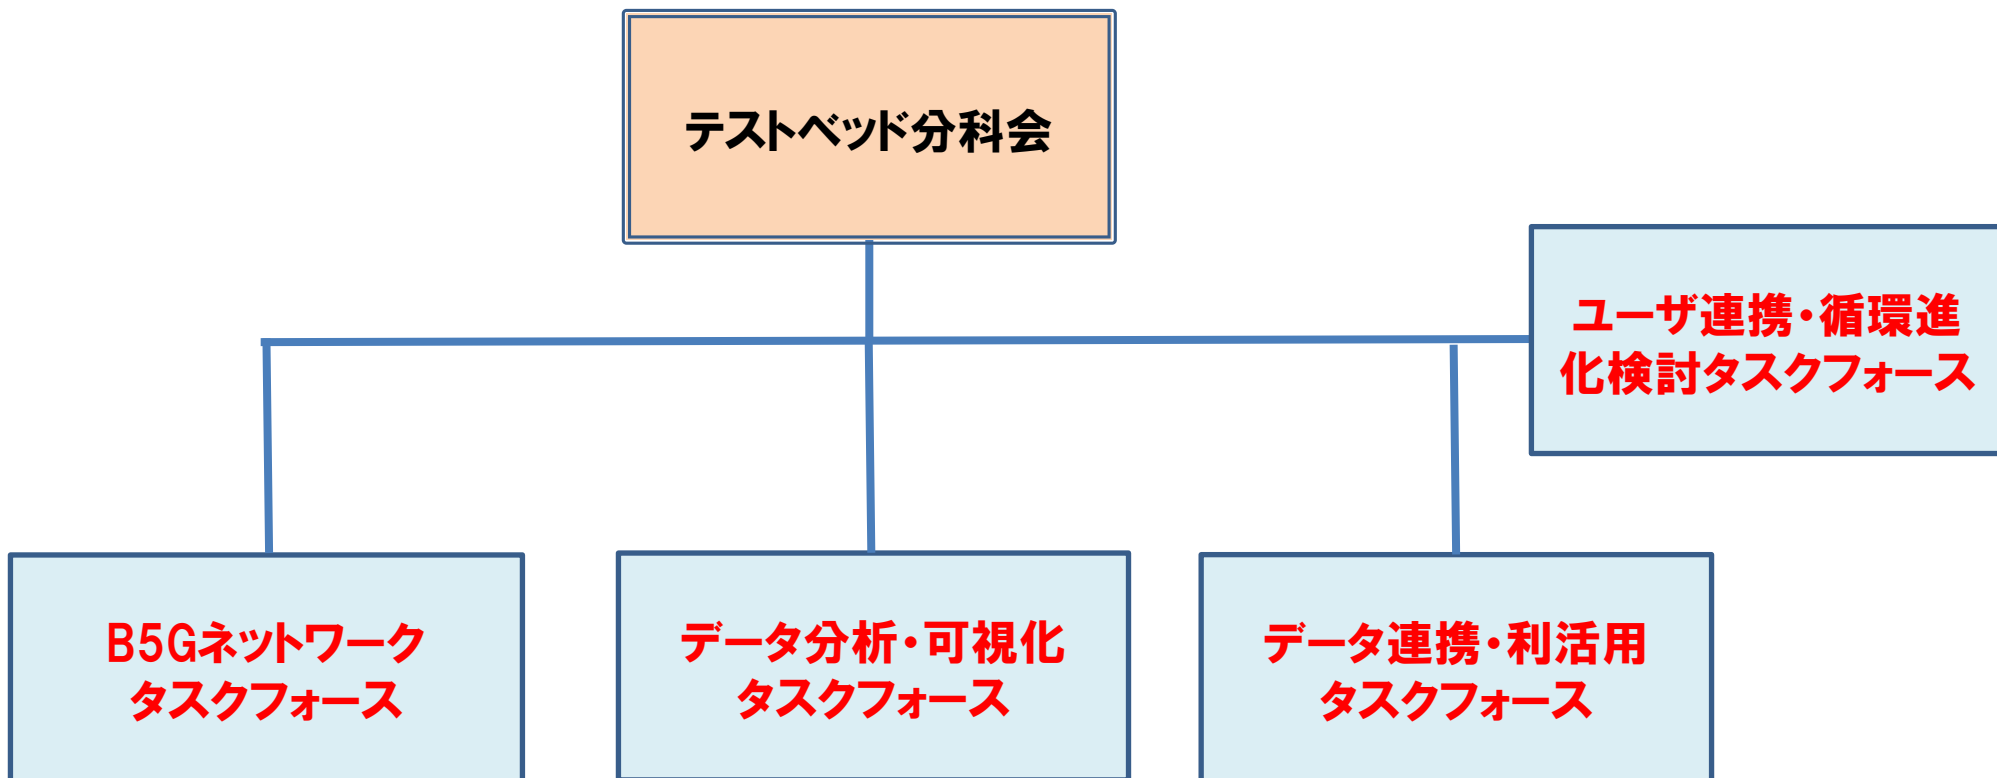 テストベッド分科会
ユーザ連携・循環進
化検討タスクフォース
B5Gネットワーク
タスクフォース
データ分析・可視化
タスクフォース
データ連携・利活用
タスクフォース